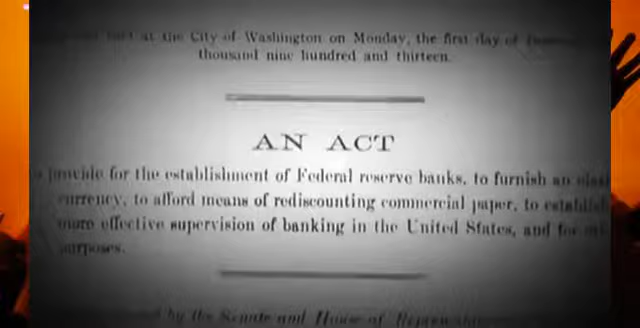 at the City of Washington on Monday, the first day of
thousand nine hundred and thirteen.
AN ACT
provide for the establishment of Federal reserve banks, to furnish an
currency, to afford means of rediscounting commercial paper, to establish
more effective supervision of banking in the United States, and for
purposes.
by the Senate and House of